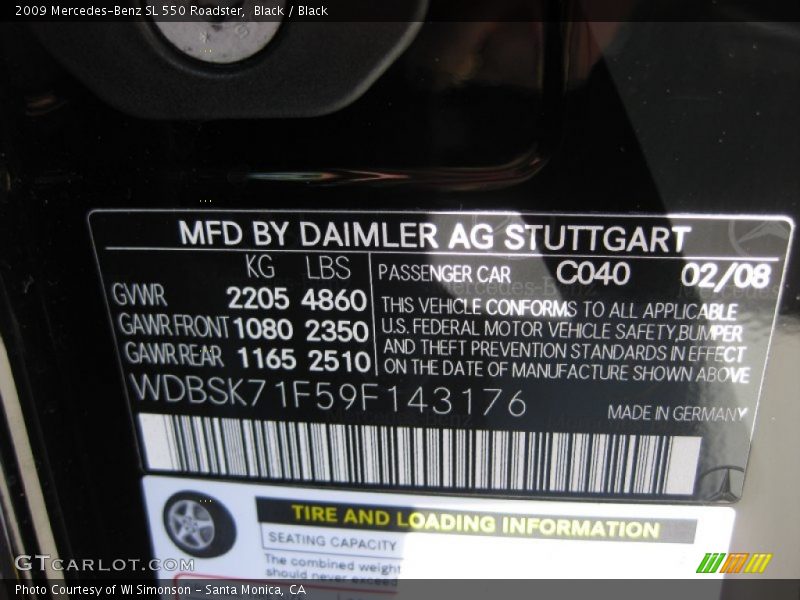 2009 Mercedes-Benz SL 550 Roadster,  Black / Black
MFD BY DAIMLER AG STUTTGART
KG LBS
GVWR 2205 4860
GAWR FRONT 1080 2350
GAWR REAR 1165 2510
PASSENGER CAR C040 02/08
THIS VEHICLE CONFORMS TO ALL APPLICABLE
U.S. FEDERAL MOTOR VEHICLE SAFETY,BUMPER
AND THEFT PREVENTION STANDARDS IN EFFECT
ON THE DATE OF MANUFACTURE SHOWN ABOVE
WDBSK71F59F143176
MADE IN GERMANY
TIRE AND LOADING INFORMATION
SEATING CAPACITY
The combined weight
should never exceed
GTCARLOT.COM
Photo Courtesy of WI Simonson - Santa Monica, CA